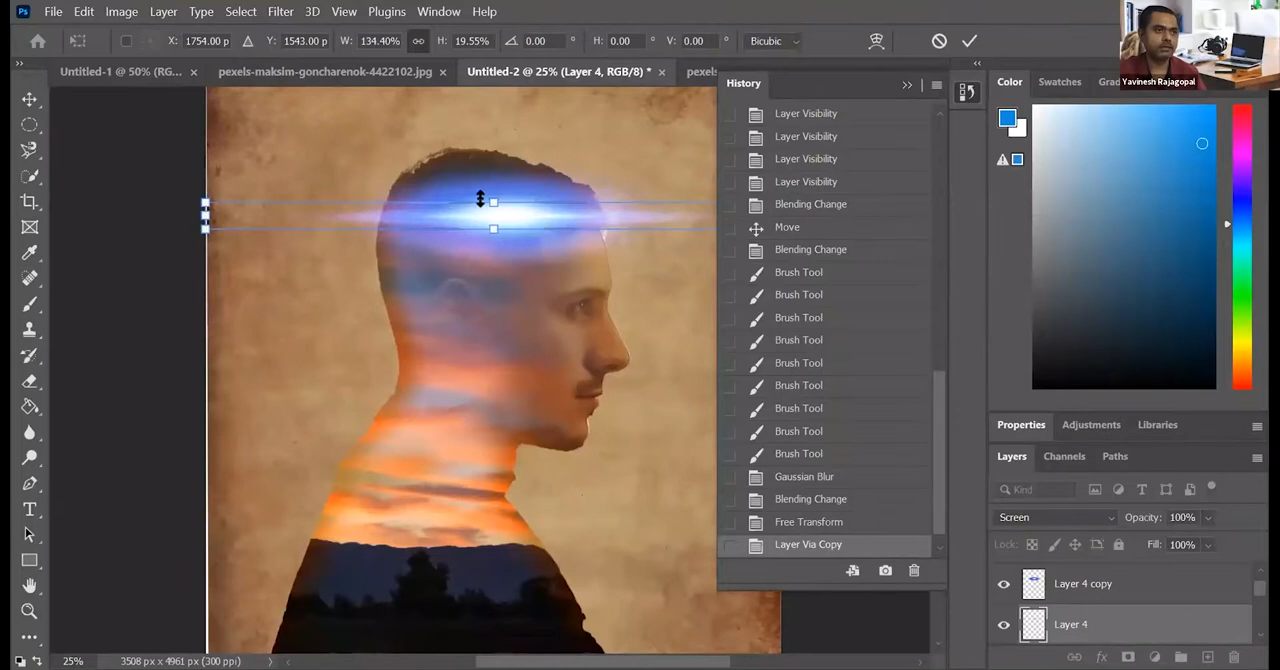 Ps File Edit Image Layer Type Select Filter 3D View Plugins Window Help
X: 1754.00 p Y: 1543.00 p W: 134.40% H: 19.55% 0.00 ° H: 0.00 ° V: 0.00 ° Bicubic
Untitled-1 @ 50% (RG... × pexels-maksim-goncharenok-4422102.jpg × Untitled-2 @ 25% (Layer 4, RGB/8) * × pexels
Yavinesh Rajagopal
History
Layer Visibility
Layer Visibility
Layer Visibility
Layer Visibility
Blending Change
Move
Blending Change
Brush Tool
Brush Tool
Brush Tool
Brush Tool
Brush Tool
Brush Tool
Brush Tool
Brush Tool
Brush Tool
Gaussian Blur
Blending Change
Free Transform
Layer Via Copy
Color Swatches Grad
Properties Adjustments Libraries
Layers Channels Paths
Kind
Screen Opacity: 100%
Lock: Fill: 100%
Layer 4 copy
Layer 4
fx
25% 3508 px x 4961 px (300 ppi)